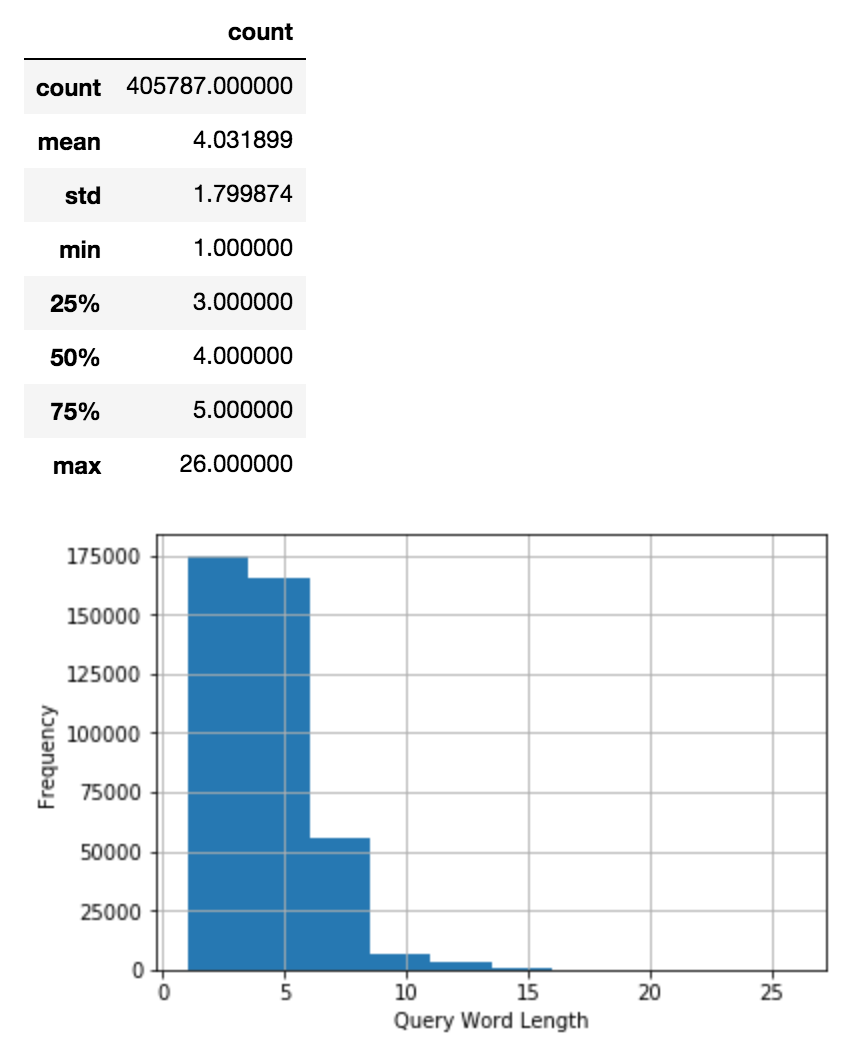 count
count 405787.000000
mean 4.031899
std 1.799874
min 1.000000
25% 3.000000
50% 4.000000
75% 5.000000
max 26.000000
175000
150000
125000
100000
75000
50000
25000
0
Frequency
0 5 10 15 20 25
Query Word Length